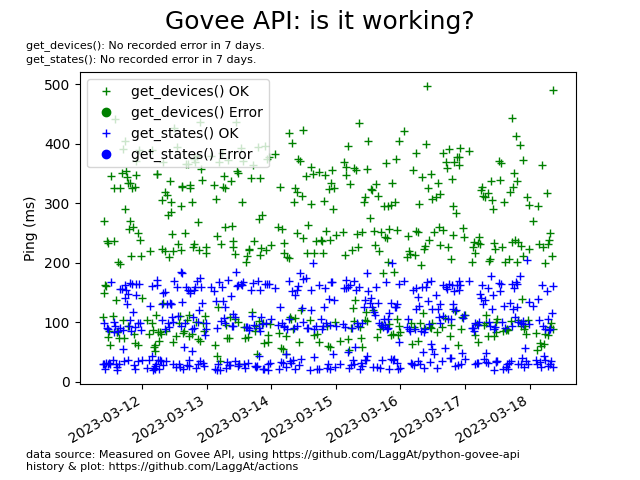 Govee API: is it working?
get_devices(): No recorded error in 7 days.
get_states(): No recorded error in 7 days.
500
400
300
200
100
0
Ping (ms)
get_devices() OK
get_devices() Error
get_states() OK
get_states() Error
2023-03-12
2023-03-13
2023-03-14
2023-03-15
2023-03-16
2023-03-17
2023-03-18
data source: Measured on Govee API, using https://github.com/LaggAt/python-govee-api
history & plot: https://github.com/LaggAt/actions